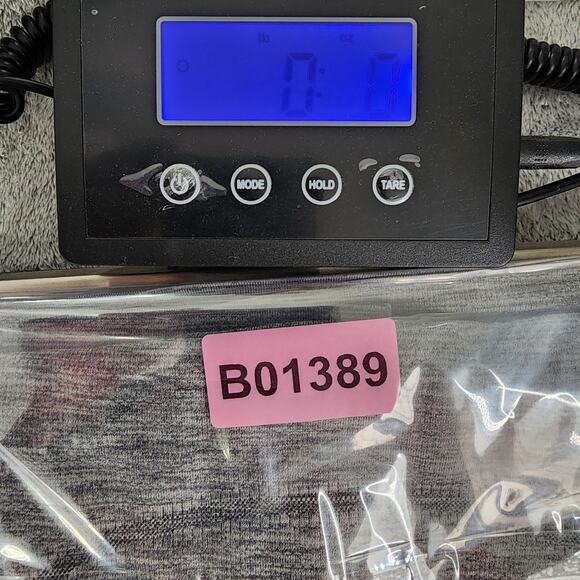 lb oz
0: 0
MODE HOLD TARE
B01389